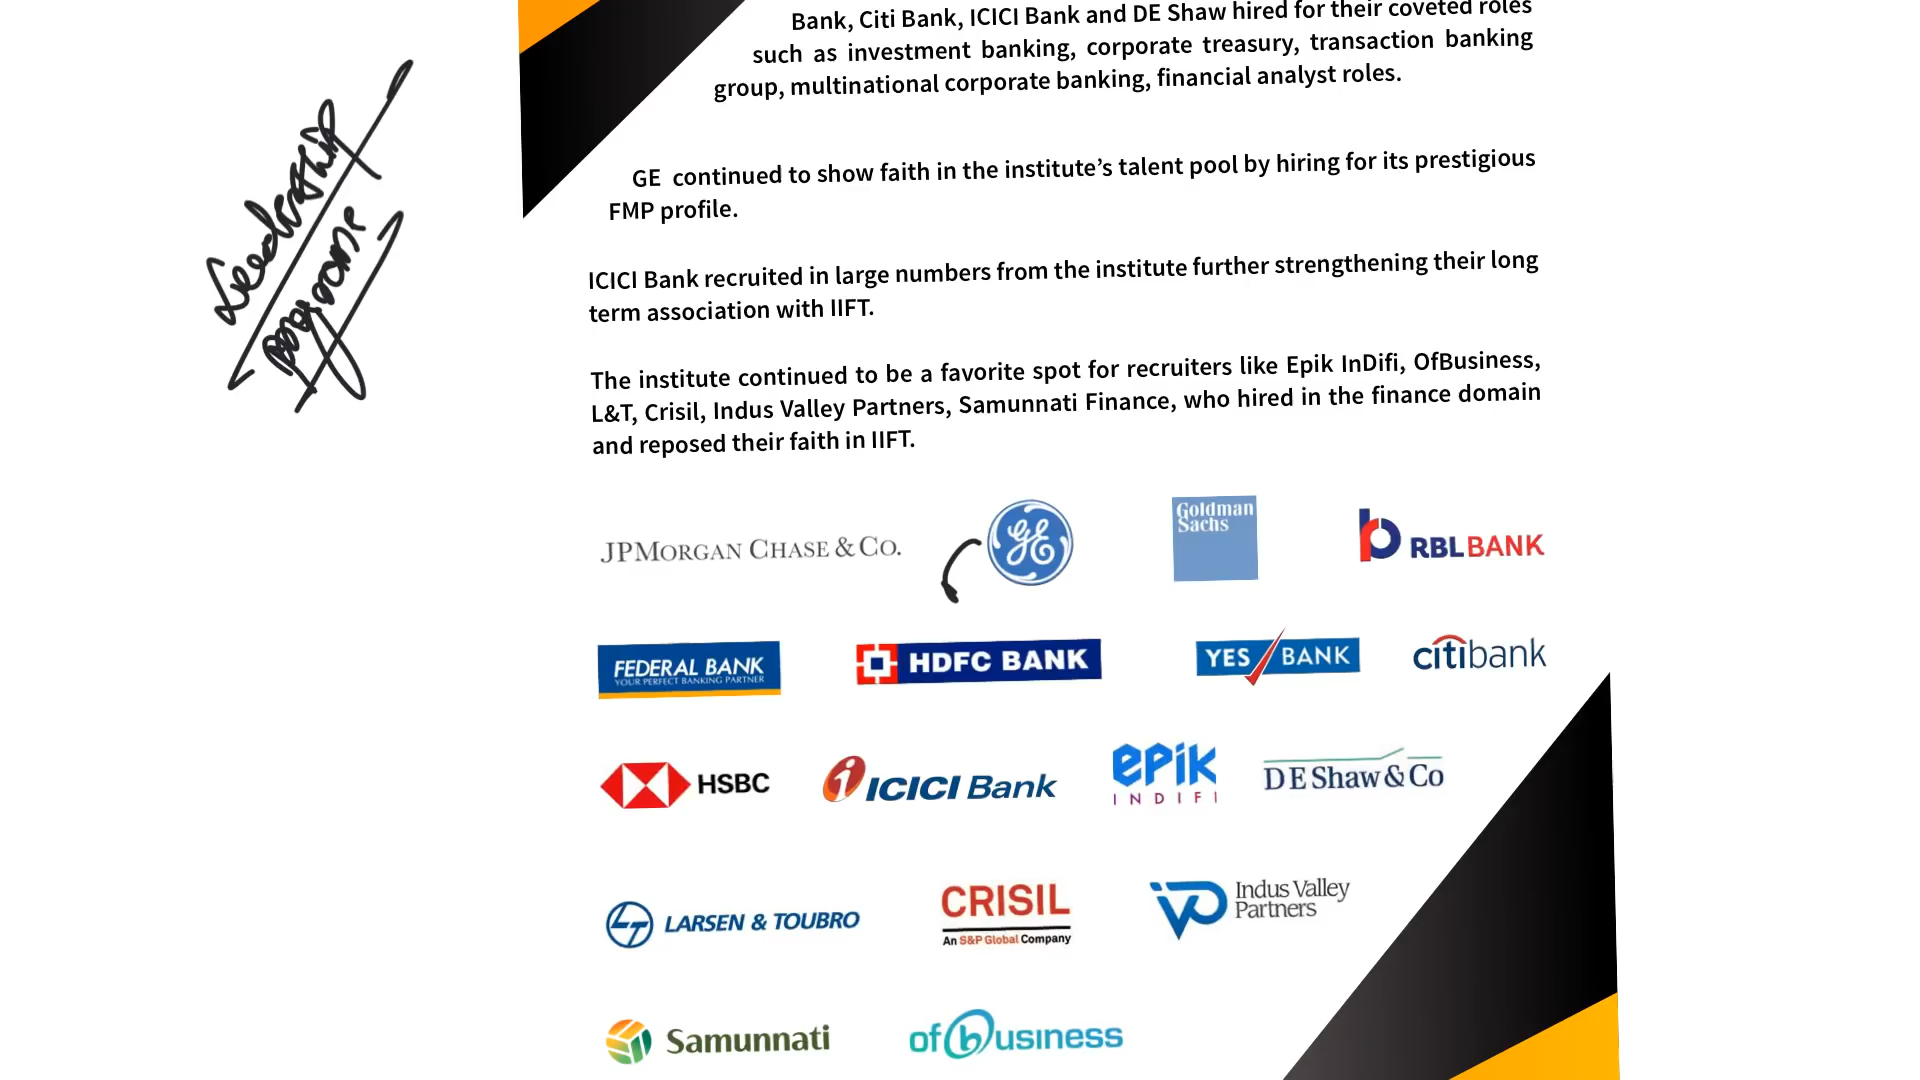 Leadership
programs
Bank, Citi Bank, ICICI Bank and DE Shaw hired for their coveted roles
such as investment banking, corporate treasury, transaction banking
group, multinational corporate banking, financial analyst roles.
GE continued to show faith in the institute's talent pool by hiring for its prestigious
FMP profile.
ICICI Bank recruited in large numbers from the institute further strengthening their long
term association with IIFT.
The institute continued to be a favorite spot for recruiters like Epik InDifi, OfBusiness,
L&T, Crisil, Indus Valley Partners, Samunnati Finance, who hired in the finance domain
and reposed their faith in IIFT.
JPMORGAN CHASE & CO.
GE
Goldman
Sachs
RBLBANK
FEDERAL BANK
YOUR PERFECT BANKING PARTNER
HDFC BANK
YES BANK
citibank
HSBC
ICICI Bank
ePiK
INDIFI
DE Shaw & Co
LT LARSEN & TOUBRO
CRISIL
An S&P Global Company
Indus Valley
Partners
Samunnati
ofbusiness